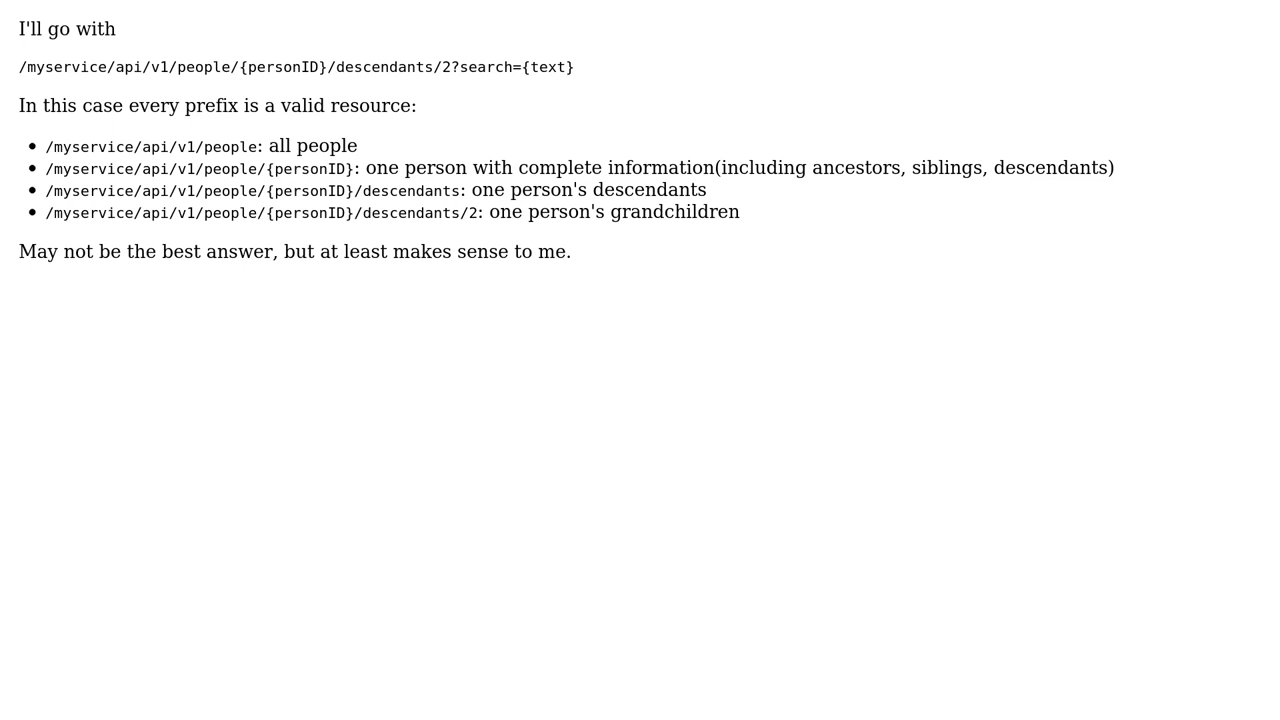 I'll go with
/myservice/api/v1/people/{personID}/descendants/2?search={text}
In this case every prefix is a valid resource:
• /myservice/api/v1/people: all people
• /myservice/api/v1/people/{personID}: one person with complete information(including ancestors, siblings, descendants)
• /myservice/api/v1/people/{personID}/descendants: one person's descendants
• /myservice/api/v1/people/{personID}/descendants/2: one person's grandchildren
May not be the best answer, but at least makes sense to me.